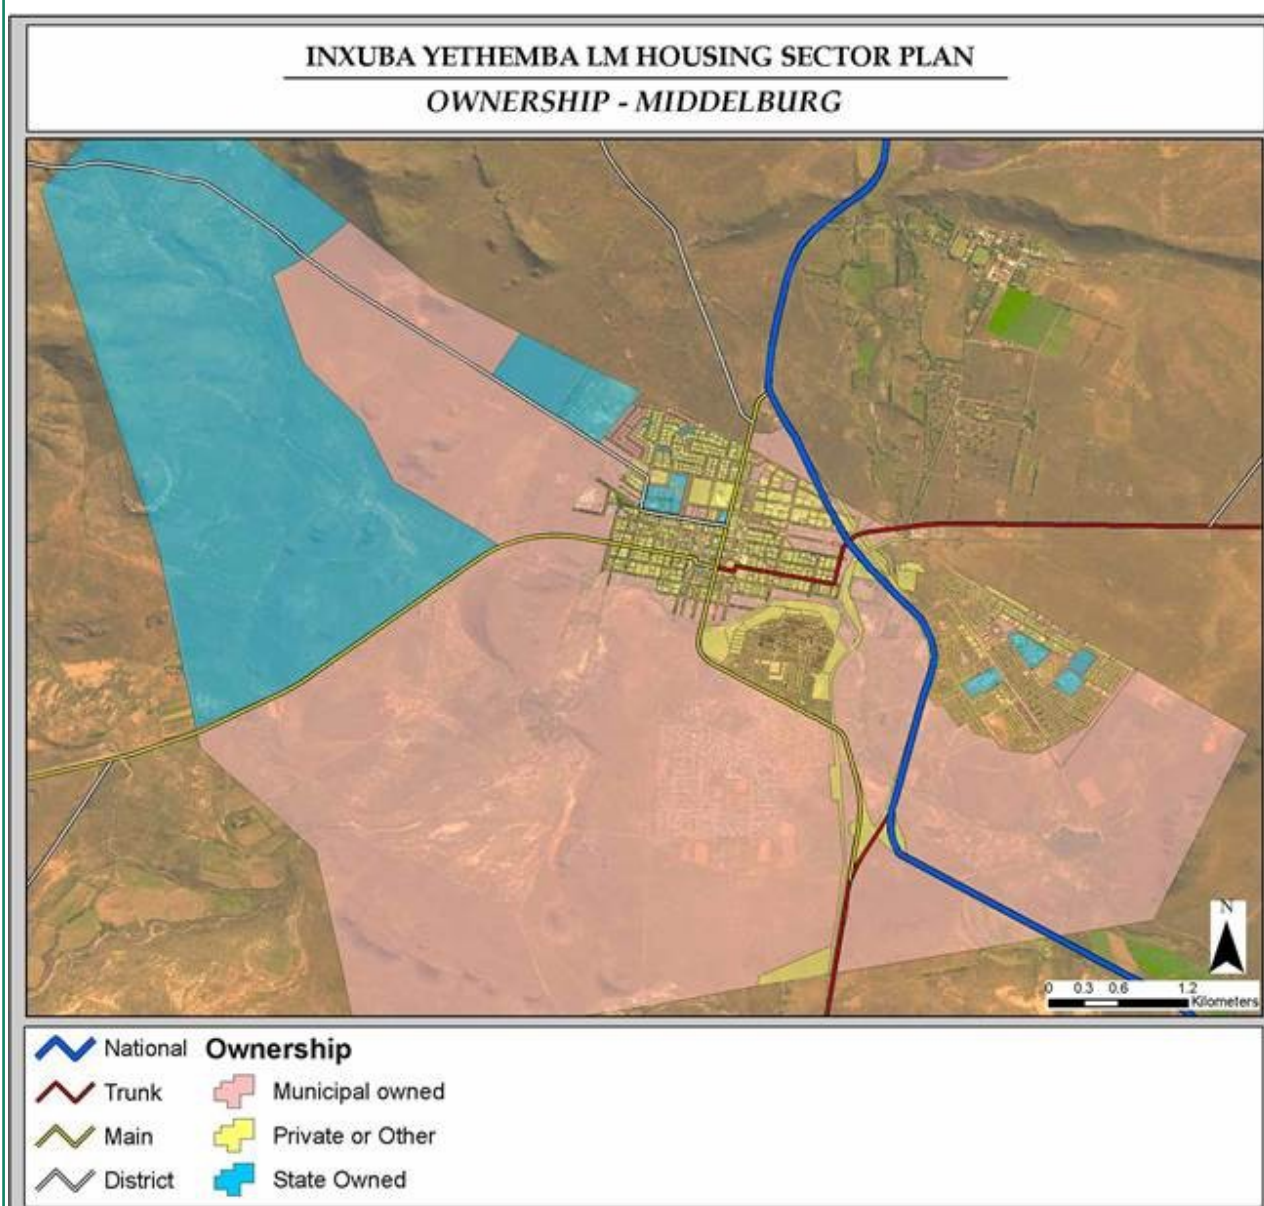 INXUBA YETHEMBA LM HOUSING SECTOR PLAN
OWNERSHIP - MIDDELBURG
N
0 0.3 0.6 1.2
Kilometers
National Ownership
Trunk Municipal owned
Main Private or Other
District State Owned